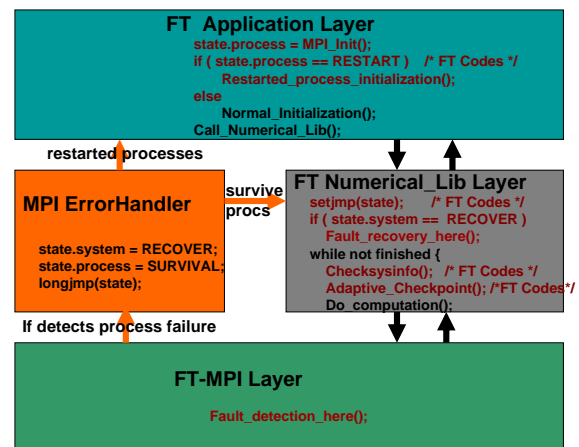 FT Application Layer
state.process = MPI_Init();
if ( state.process == RESTART ) /* FT Codes */
Restarted_process_initialization();
else
Normal_Initialization();
Call_Numerical_Lib();
restarted processes
MPI ErrorHandler
state.system = RECOVER;
state.process = SURVIVAL;
longjmp(state);
survive
procs
FT Numerical_Lib Layer
setjmp(state); /* FT Codes */
if ( state.system == RECOVER )
Fault_recovery_here();
while not finished {
Checksysinfo(); /* FT Codes */
Adaptive_Checkpoint(); /*FT Codes*/
Do_computation();
If detects process failure
FT-MPI Layer
Fault_detection_here();